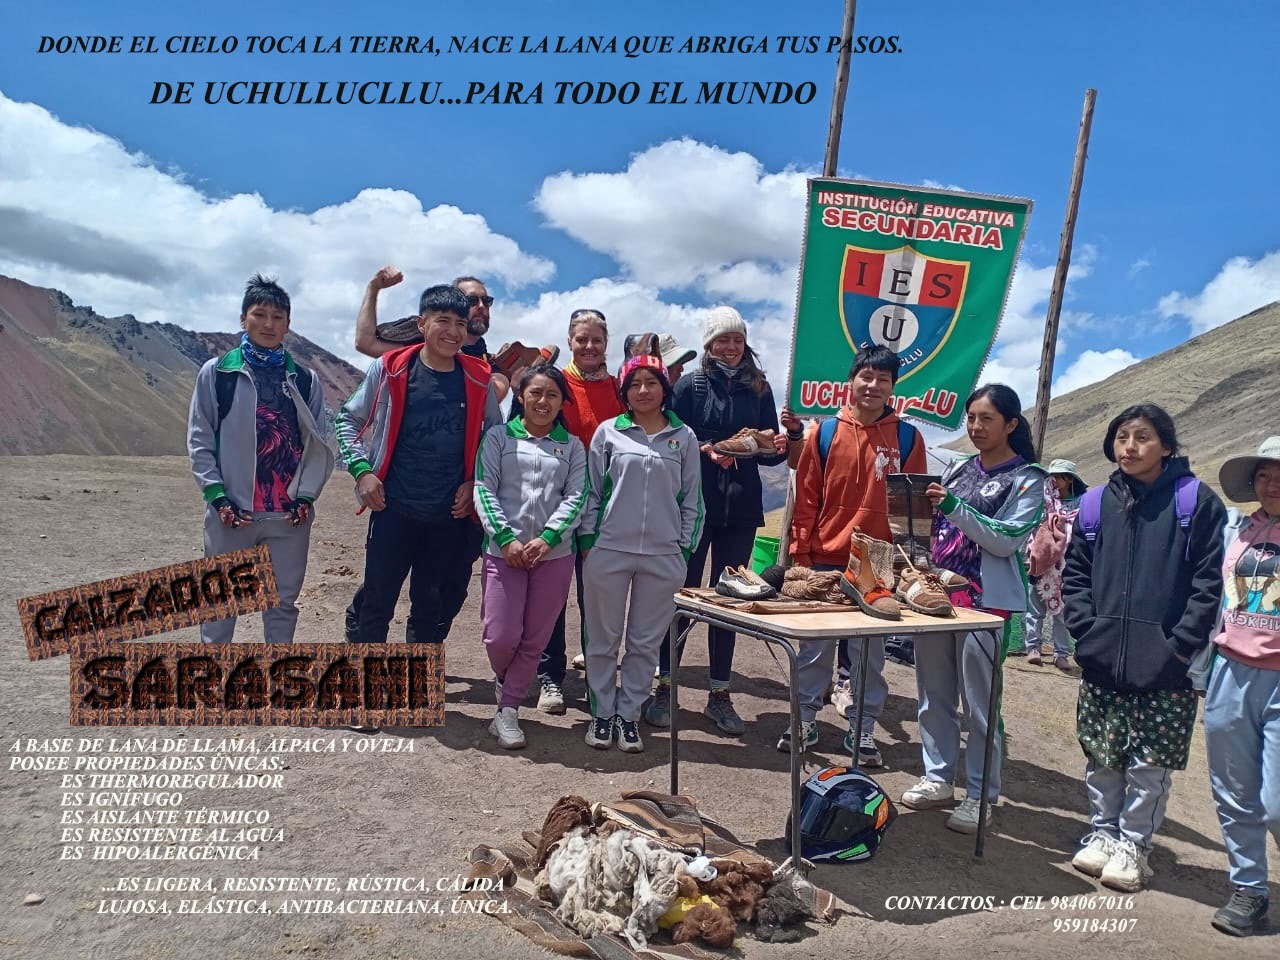 DONDE EL CIELO TOCA LA TIERRA, NACE LA LANA QUE ABRIGA TUS PASOS.
DE UCHULLUCLLU...PARA TODO EL MUNDO
INSTITUCIÓN EDUCATIVA
SECUNDARIA
IES
U
CALZADOS
SARASANI
A BASE DE LANA DE LLAMA, ALPACA Y OVEJA
POSEE PROPIEDADES ÚNICAS:
ES THERMOREGULADOR
ES IGNÍFUGO
ES AISLANTE TÉRMICO
ES RESISTENTE AL AGUA
ES HIPOALERGÉNICA
...ES LIGERA, RESISTENTE, RÚSTICA, CÁLIDA
LUJOSA, ELÁSTICA, ANTIBACTERIANA, ÚNICA.
CONTACTOS : CEL 984067016
959184307